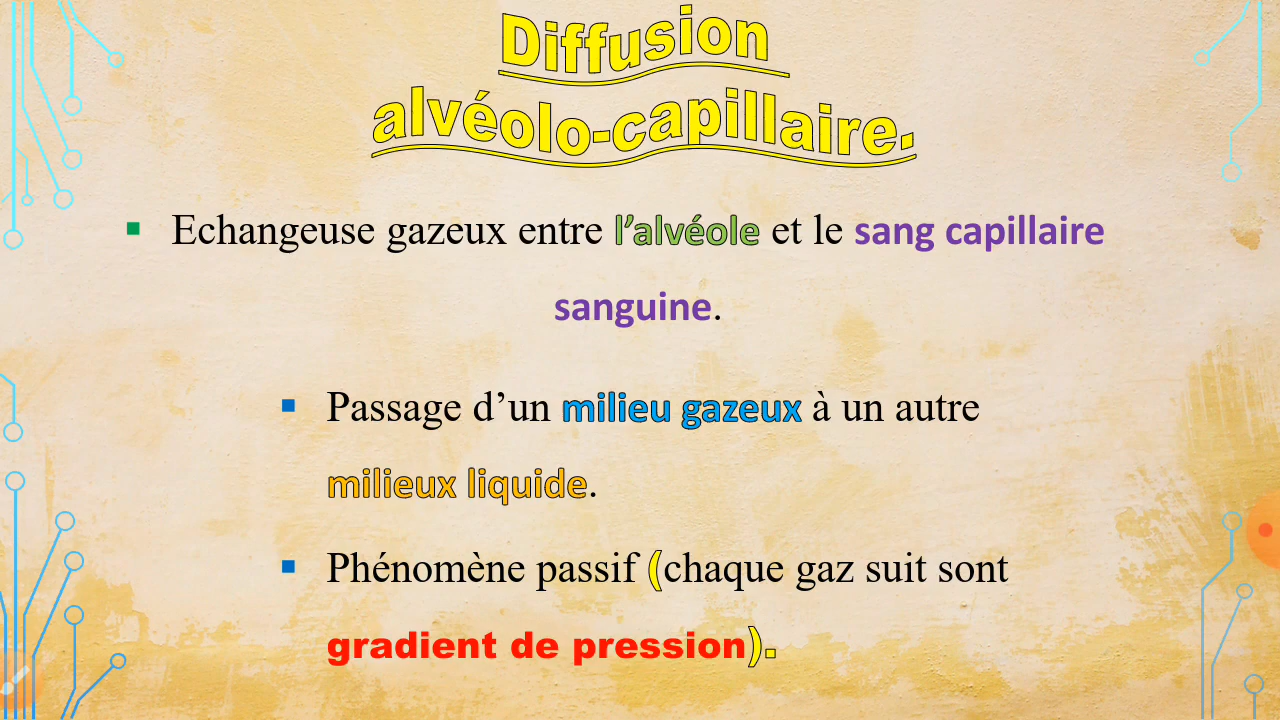 Diffusion
alvéolo-capillaire.
▪ Echangeuse gazeux entre l’alvéole et le sang capillaire
sanguine.
▪ Passage d’un milieu gazeux à un autre
milieux liquide.
▪ Phénomène passif (chaque gaz suit sont
gradient de pression).